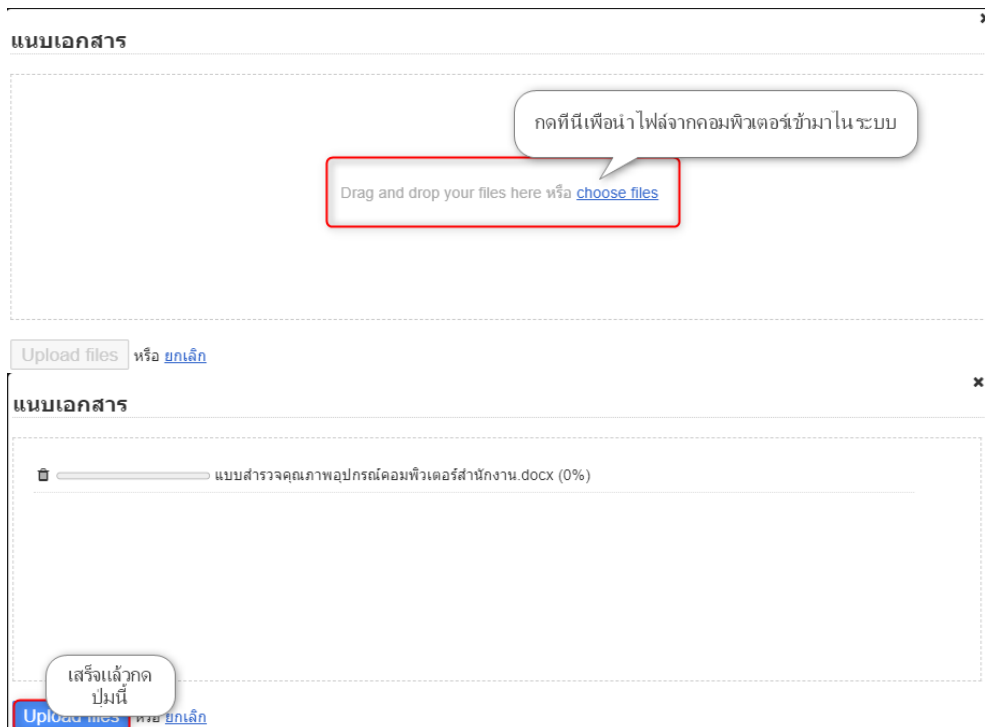 แนบเอกสาร
กดที่นี่เพื่อนำไฟล์จากคอมพิวเตอร์เข้ามาในระบบ
Drag and drop your files here หรือ choose files
Upload files หรือ ยกเลิก
แนบเอกสาร
แบบสำรวจคุณภาพอุปกรณ์คอมพิวเตอร์สำนักงาน.docx (0%)
เสร็จแล้วกด
ปุ่มนี้
Upload files หรือ ยกเลิก